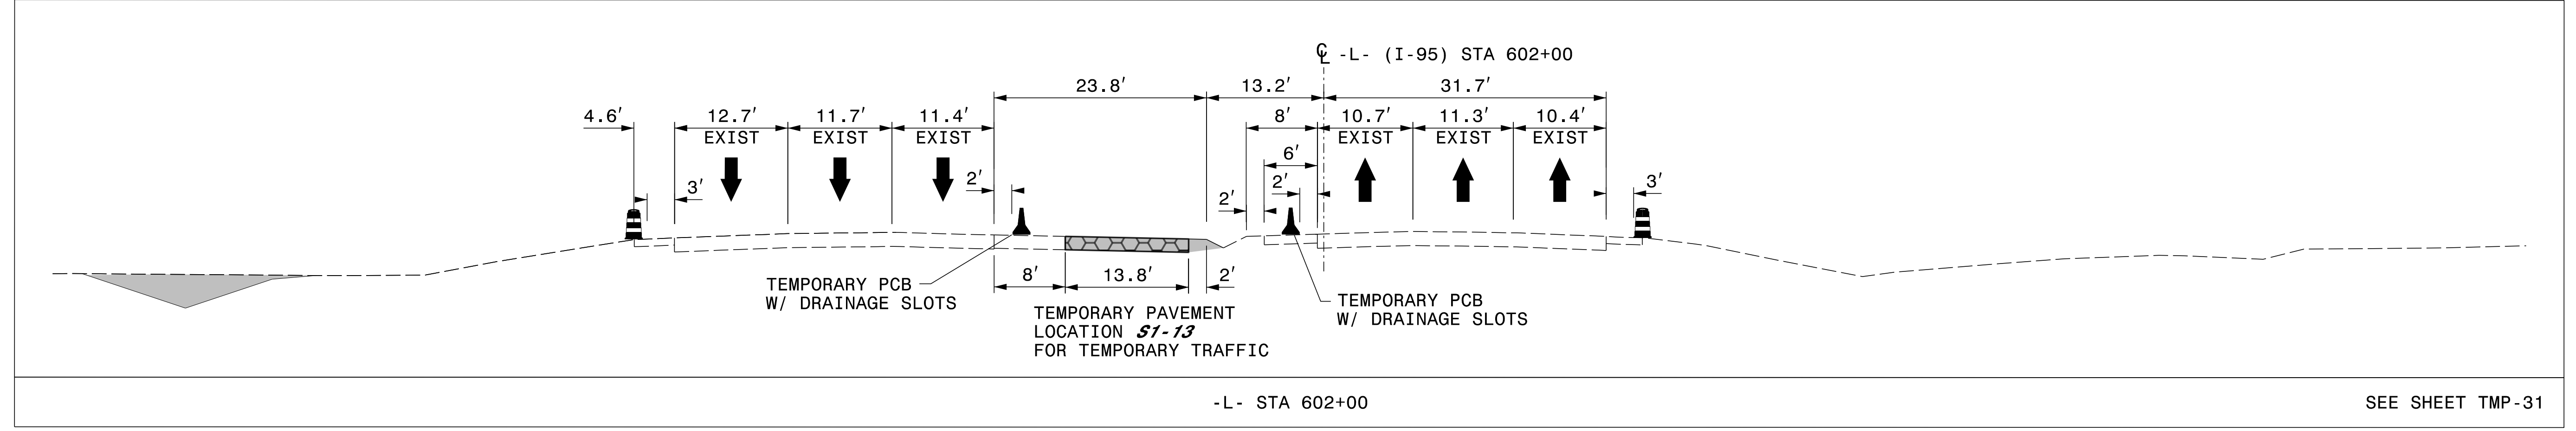 ℄ -L- (I-95) STA 602+00
23.8'
13.2'
31.7'
4.6'
12.7'
11.7'
11.4'
8'
10.7'
11.3'
10.4'
EXIST
EXIST
EXIST
EXIST
EXIST
EXIST
6'
3'
2'
2'
3'
2'
TEMPORARY PCB
W/ DRAINAGE SLOTS
8'
13.8'
2'
TEMPORARY PAVEMENT
LOCATION S1-13
FOR TEMPORARY TRAFFIC
TEMPORARY PCB
W/ DRAINAGE SLOTS
-L- STA 602+00
SEE SHEET TMP-31